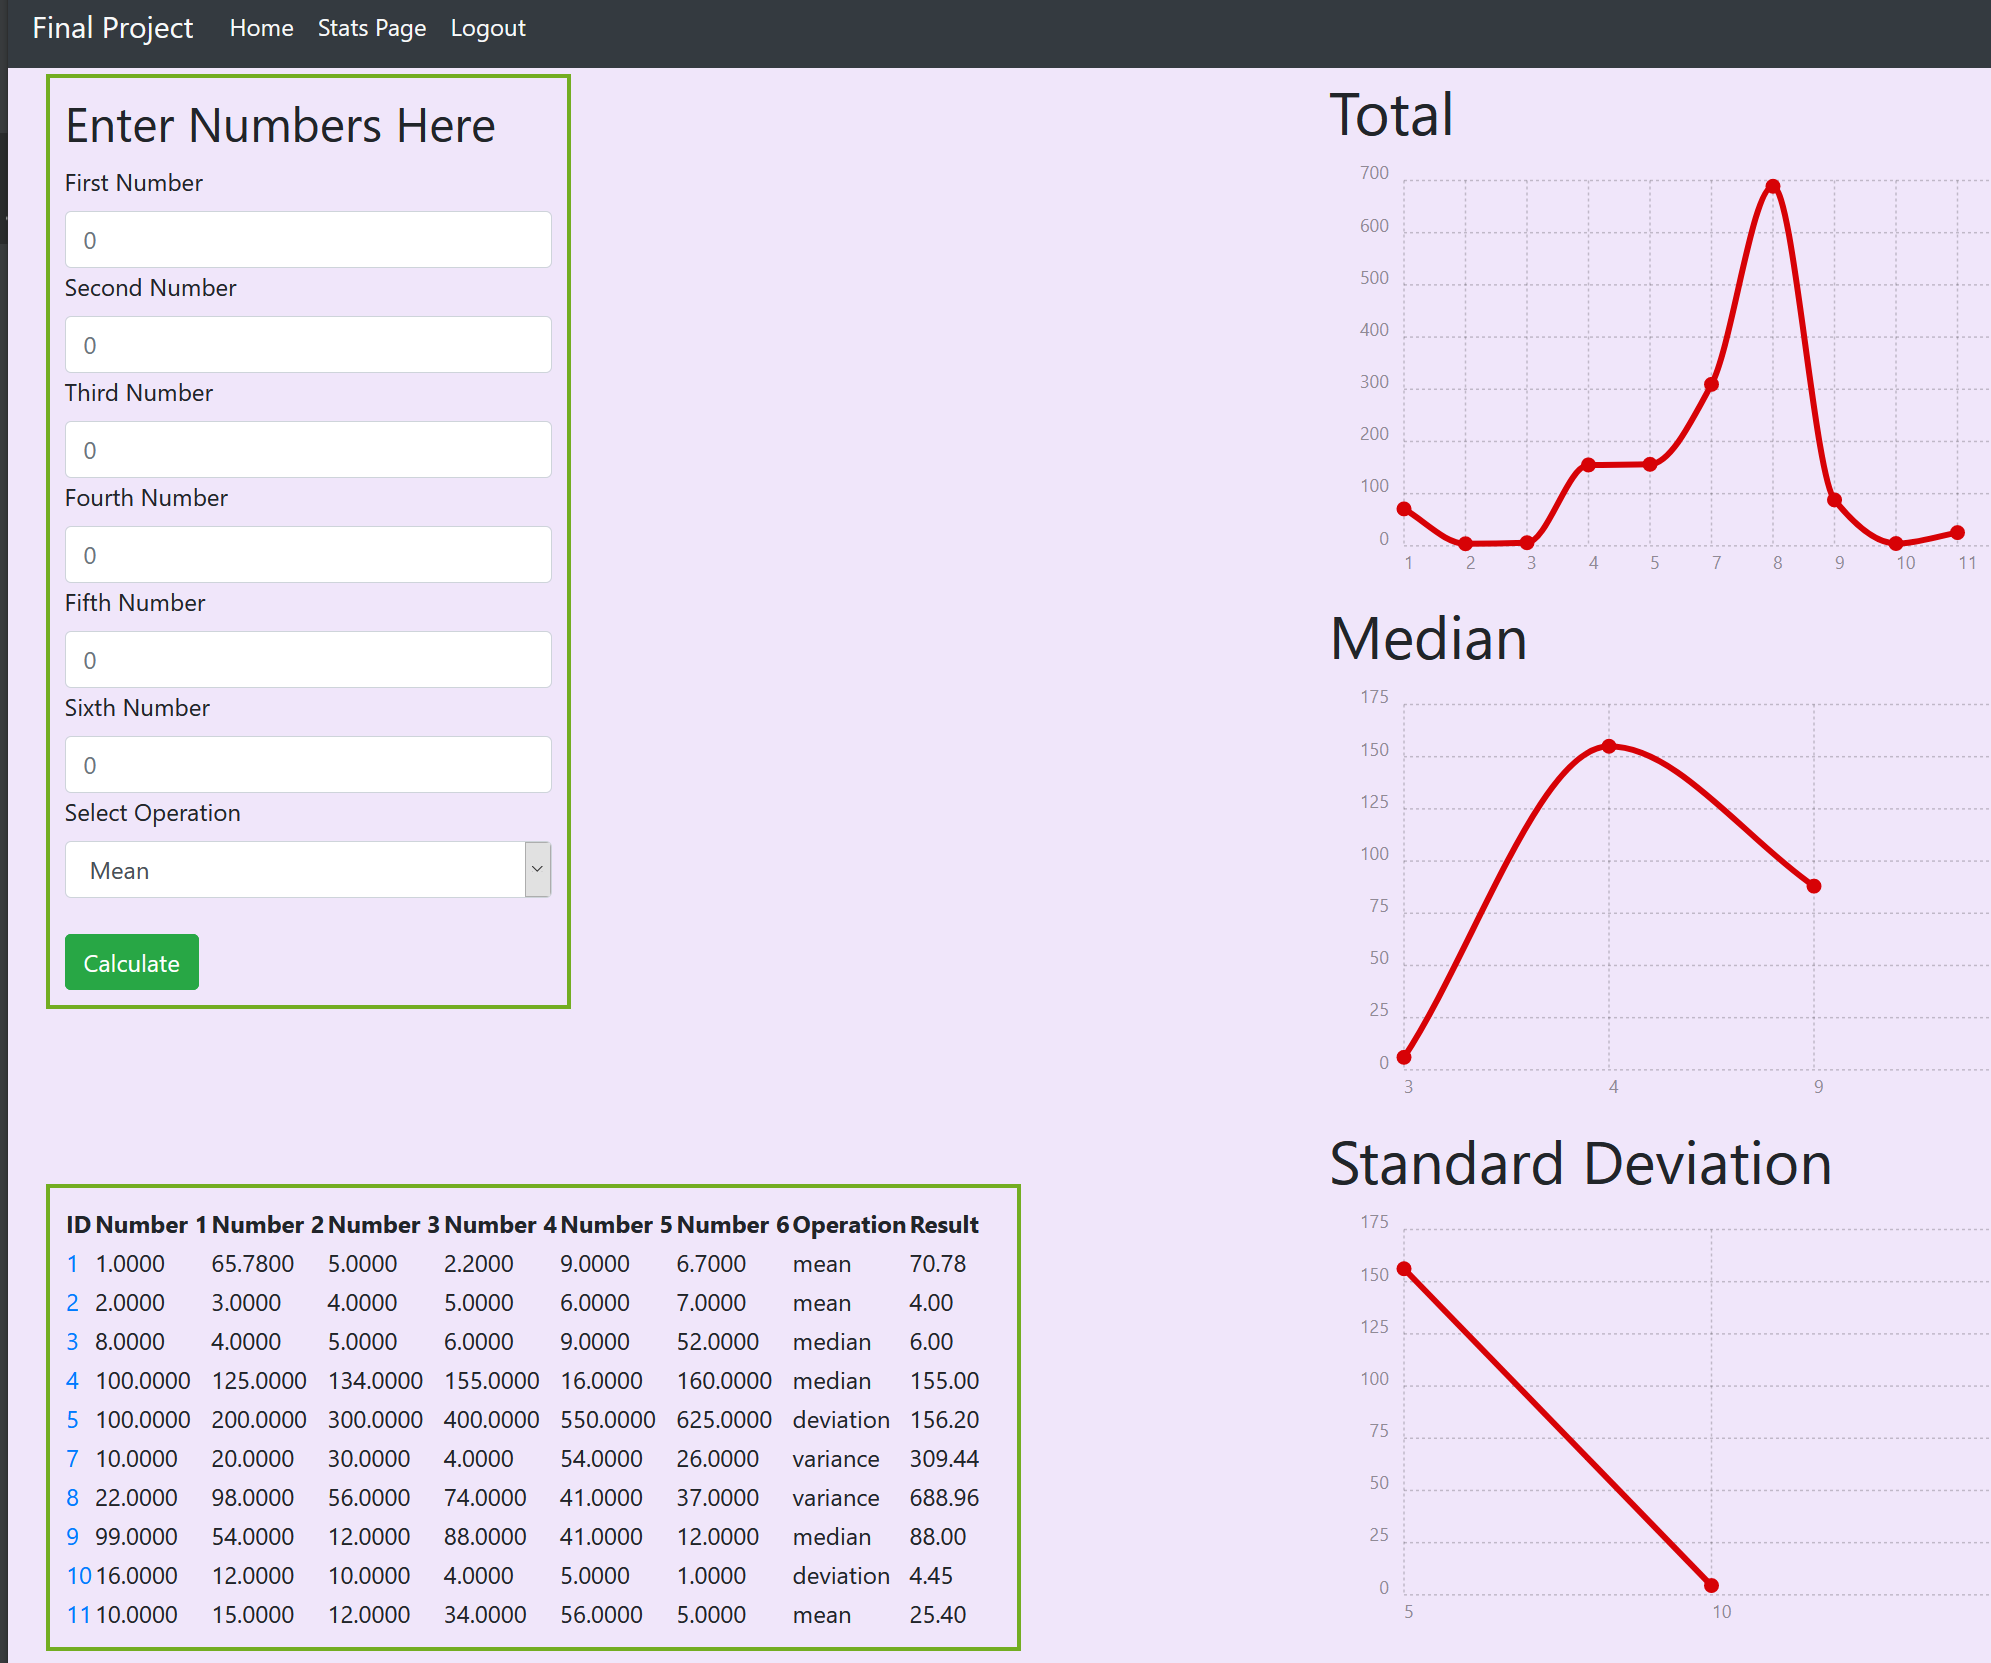 Final Project Home Stats Page Logout
Enter Numbers Here
First Number
0
Second Number
0
Third Number
0
Fourth Number
0
Fifth Number
0
Sixth Number
0
Select Operation
Mean
Calculate
ID Number 1 Number 2 Number 3 Number 4 Number 5 Number 6 Operation Result
1 1.0000 65.7800 5.0000 2.2000 9.0000 6.7000 mean 70.78
2 2.0000 3.0000 4.0000 5.0000 6.0000 7.0000 mean 4.00
3 8.0000 4.0000 5.0000 6.0000 9.0000 52.0000 median 6.00
4 100.0000 125.0000 134.0000 155.0000 16.0000 160.0000 median 155.00
5 100.0000 200.0000 300.0000 400.0000 550.0000 625.0000 deviation 156.20
7 10.0000 20.0000 30.0000 4.0000 54.0000 26.0000 variance 309.44
8 22.0000 98.0000 56.0000 74.0000 41.0000 37.0000 variance 688.96
9 99.0000 54.0000 12.0000 88.0000 41.0000 12.0000 median 88.00
10 16.0000 12.0000 10.0000 4.0000 5.0000 1.0000 deviation 4.45
11 10.0000 15.0000 12.0000 34.0000 56.0000 5.0000 mean 25.40
Total
700
600
500
400
300
200
100
0
1 2 3 4 5 7 8 9 10 11
Median
175
150
125
100
75
50
25
0
3 4 9
Standard Deviation
175
150
125
100
75
50
25
0
5 10